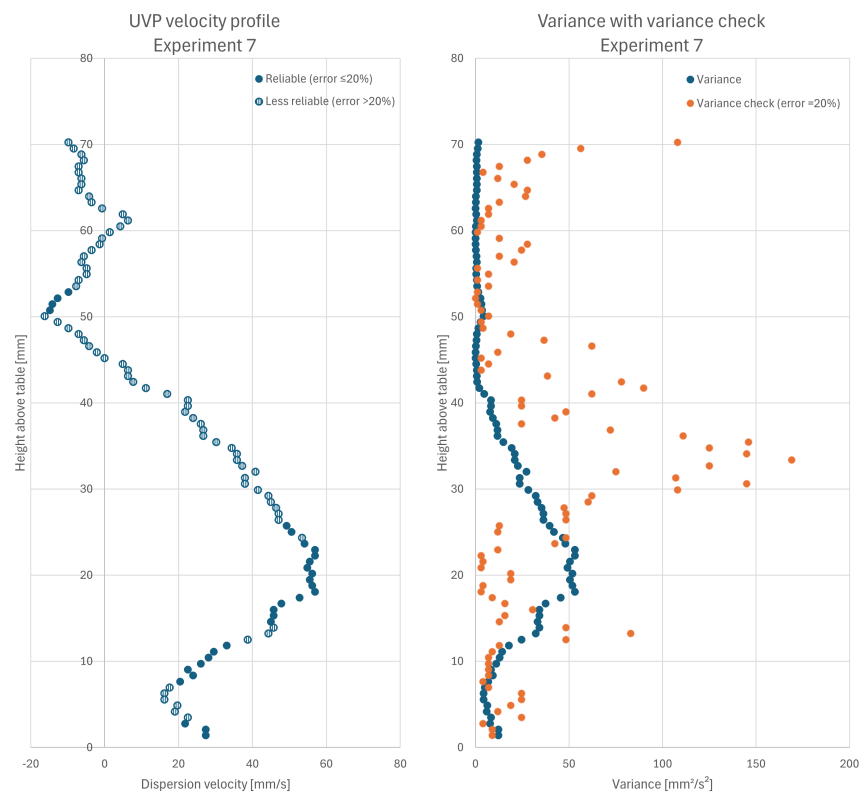 UVP velocity profile
Experiment 7
80
70
60
50
40
30
20
10
0
-20 0 20 40 60 80
Height above table [mm]
Dispersion velocity [mm/s]
Reliable (error ≤20%)
Less reliable (error >20%)
Variance with variance check
Experiment 7
80
70
60
50
40
30
20
10
0
0 50 100 150 200
Height above table [mm]
Variance [mm²/s²]
Variance
Variance check (error =20%)